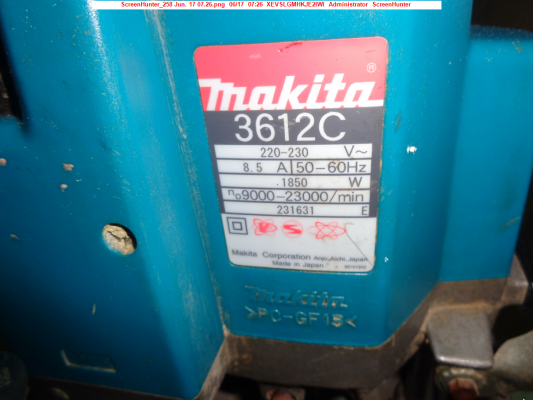 ScreenHunter_258 Jun. 17 07.26.png 06/17 07:26 XEVSLGMHKJE2IWI Administrator ScreenHunter
makita®
3612C
220-230 V~
8.5 A 50-60Hz
.1850 W
n₀9000-23000/min
231631 E
S
Makita Corporation Anjo, Aichi, Japan
Made in Japan
Makita
>PC-GF15<